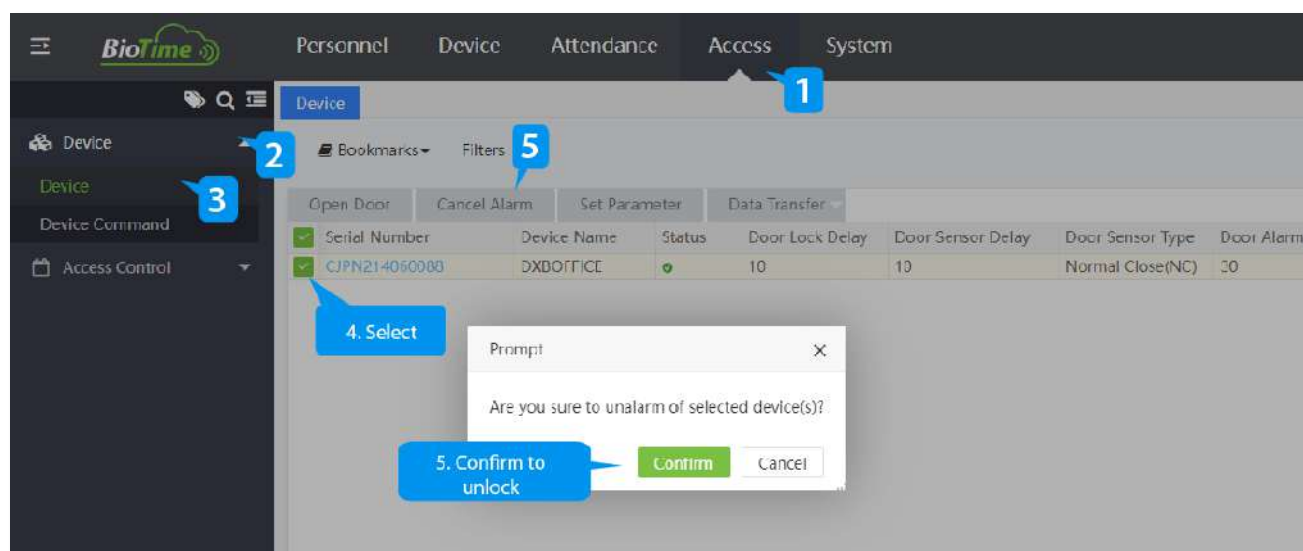 BioTime
Personnel Device Attendance Access System
1
Device
Device
2
Bookmarks Filters
5
Device
3
Open Door Cancel Alarm Set Parameter Data Transfer
Device Command
Serial Number Device Name Status Door Lock Delay Door Sensor Delay Door Sensor Type Door Alarm
Access Control
CJPN214060088 DXBOFFICE 10 10 Normal Close(NC) 30
4. Select
Prompt
Are you sure to unalarm of selected device(s)?
5. Confirm to
unlock
Confirm Cancel